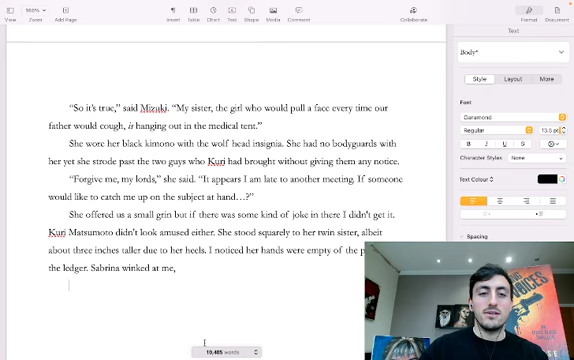 View Zoom Add Page Insert Table Chart Text Shape Media Comment Collaborate Format Document
Text
Body*
Style Layout More
Font
Garamond
Regular 13.5 pt
B I U S
Character Styles None
Text Colour
Spacing
“So it’s true,” said Mizuki. “My sister, the girl who would pull a face every time our
father would cough, is hanging out in the medical tent.”
She wore her black kimono with the wolf head insignia. She had no bodyguards with
her yet she strode past the two guys who Kuri had brought without giving them any notice.
“Forgive me, my lords,” she said. “It appears I am late to another meeting. If someone
would like to catch me up on the subject at hand…?”
She offered us a small grin but if there was some kind of joke in there I didn’t get it.
Kuri Matsumoto didn’t look amused either. She stood squarely to her twin sister, albeit
about three inches taller due to her heels. I noticed her hands were empty of the
the ledger. Sabrina winked at me,
10,485 words
VOICES